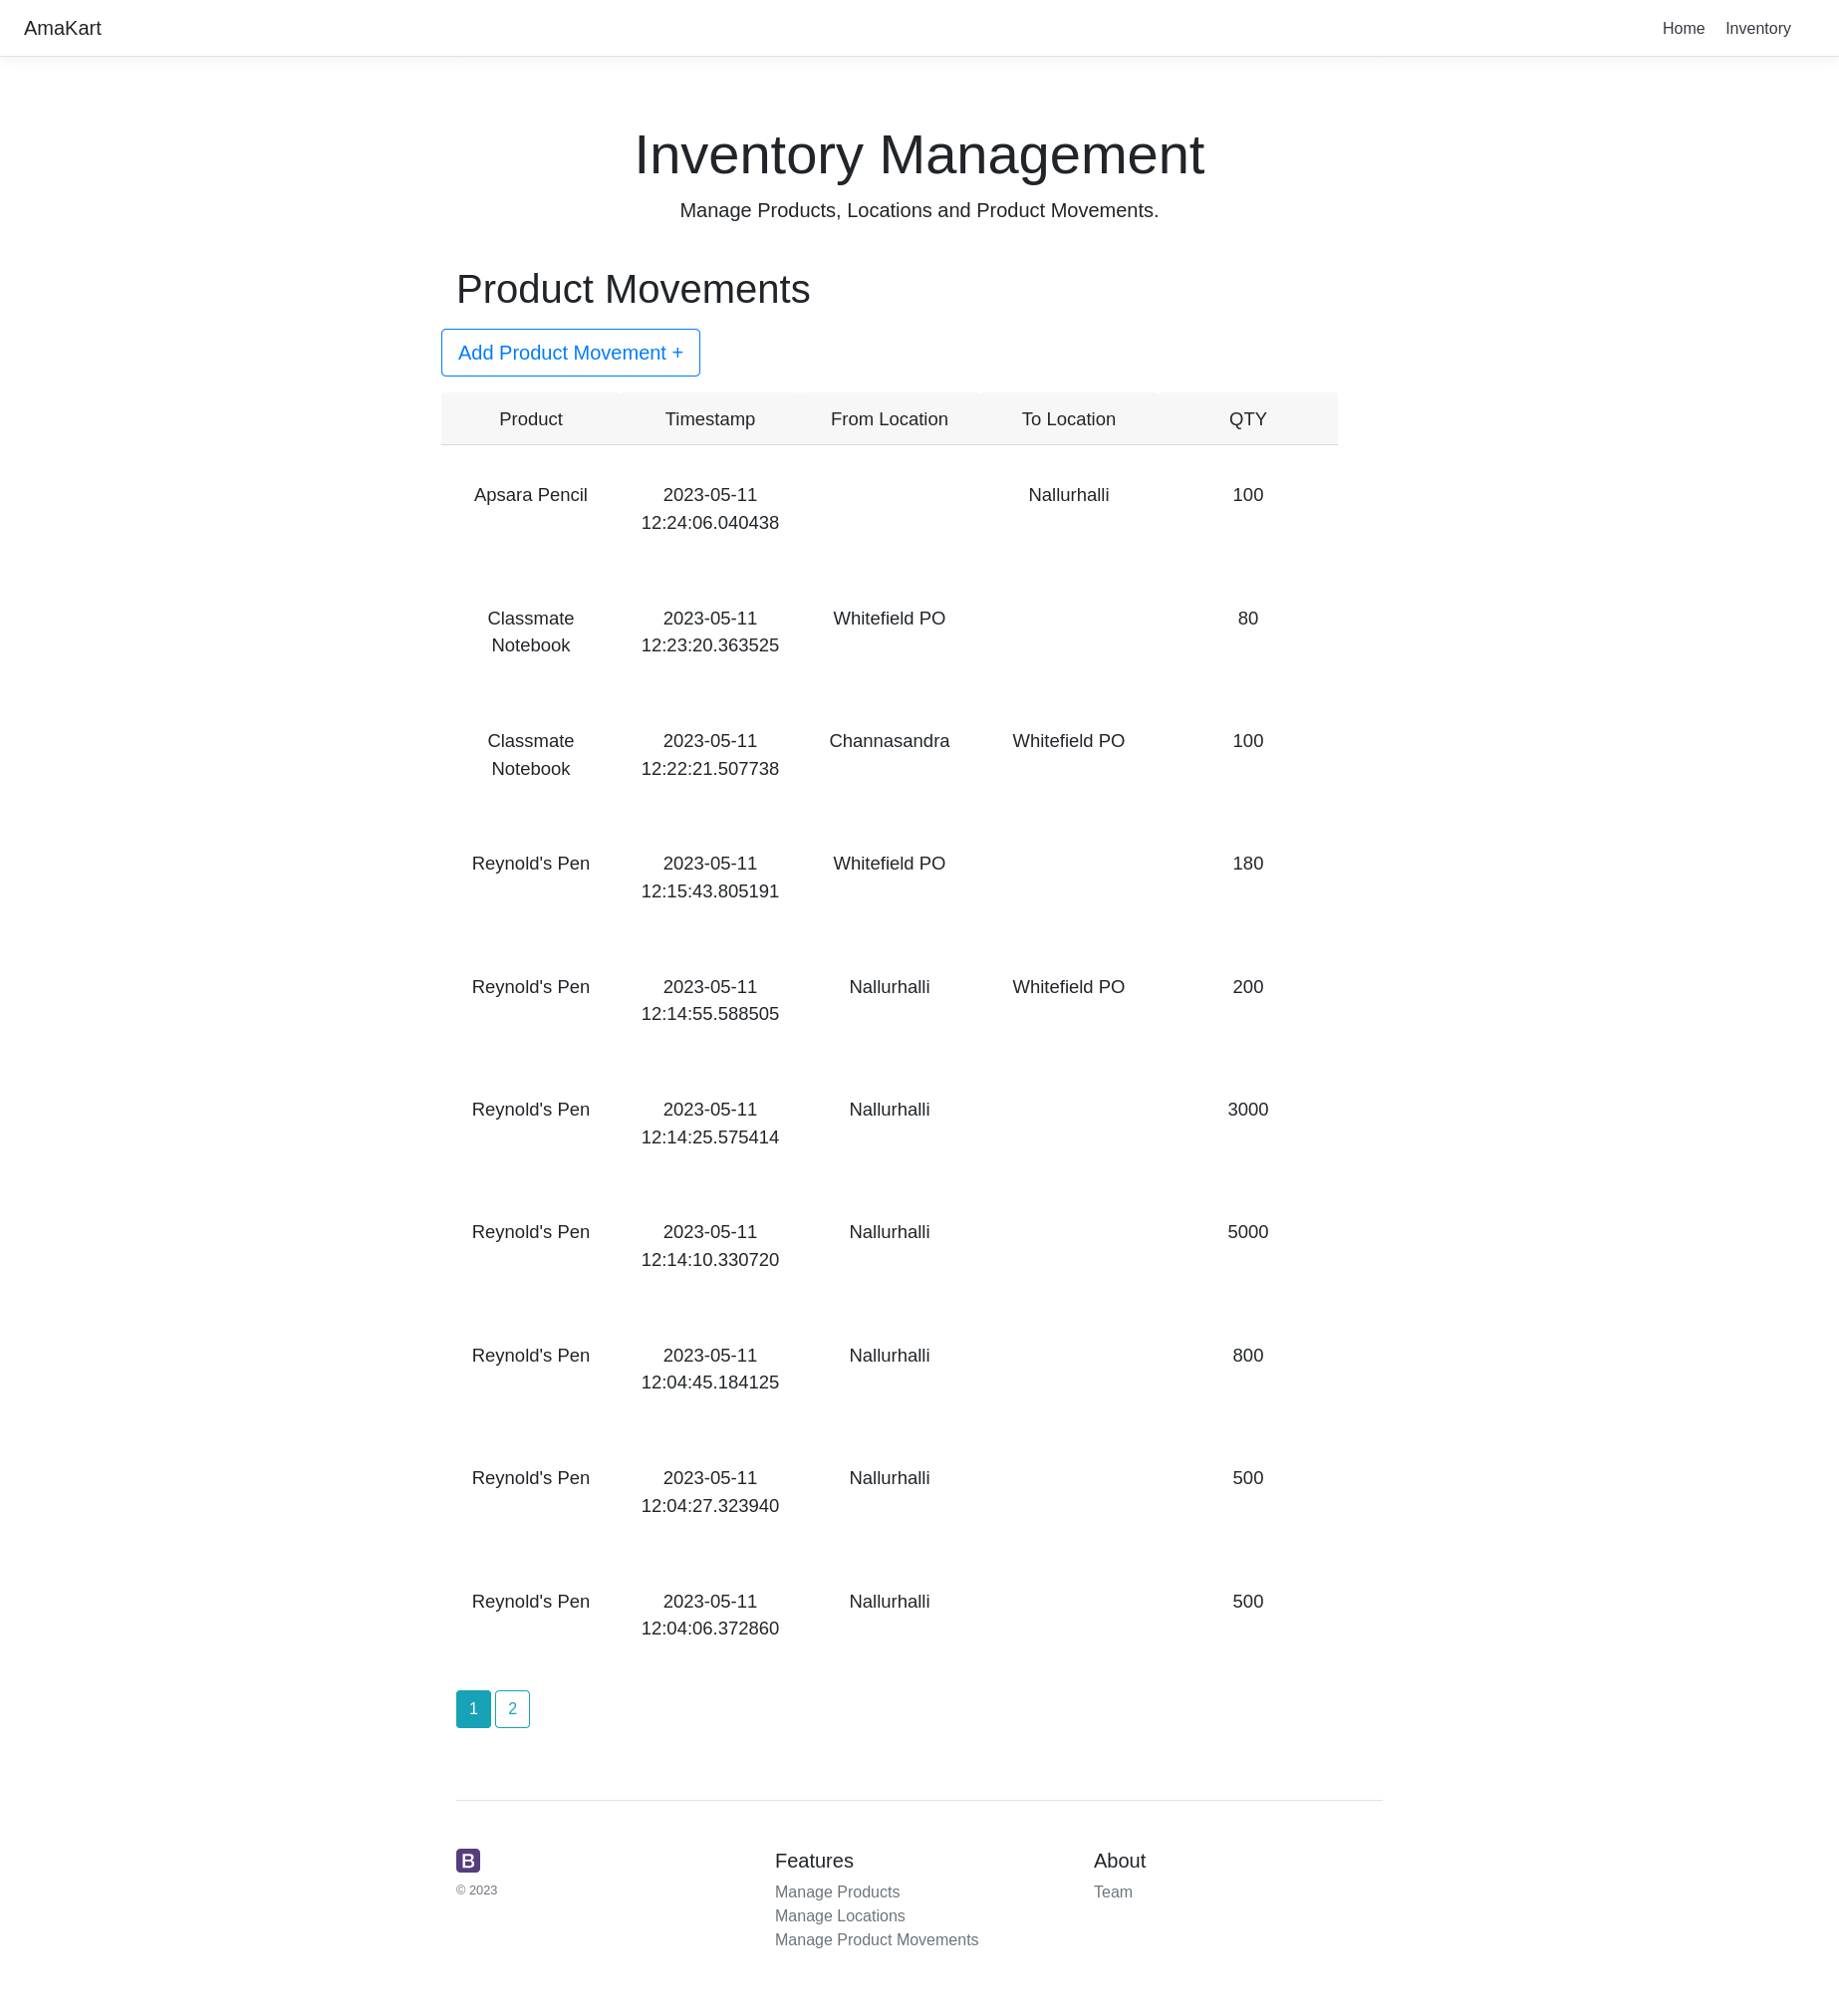 AmaKart Home Inventory
Inventory Management
Manage Products, Locations and Product Movements.
Product Movements
Add Product Movement +
Product Timestamp From Location To Location QTY
Apsara Pencil 2023-05-11 Nallurhalli 100
12:24:06.040438
Classmate 2023-05-11 Whitefield PO 80
Notebook 12:23:20.363525
Classmate 2023-05-11 Channasandra Whitefield PO 100
Notebook 12:22:21.507738
Reynold's Pen 2023-05-11 Whitefield PO 180
12:15:43.805191
Reynold's Pen 2023-05-11 Nallurhalli Whitefield PO 200
12:14:55.588505
Reynold's Pen 2023-05-11 Nallurhalli 3000
12:14:25.575414
Reynold's Pen 2023-05-11 Nallurhalli 5000
12:14:10.330720
Reynold's Pen 2023-05-11 Nallurhalli 800
12:04:45.184125
Reynold's Pen 2023-05-11 Nallurhalli 500
12:04:27.323940
Reynold's Pen 2023-05-11 Nallurhalli 500
12:04:06.372860
1 2
B
© 2023
Features
Manage Products
Manage Locations
Manage Product Movements
About
Team